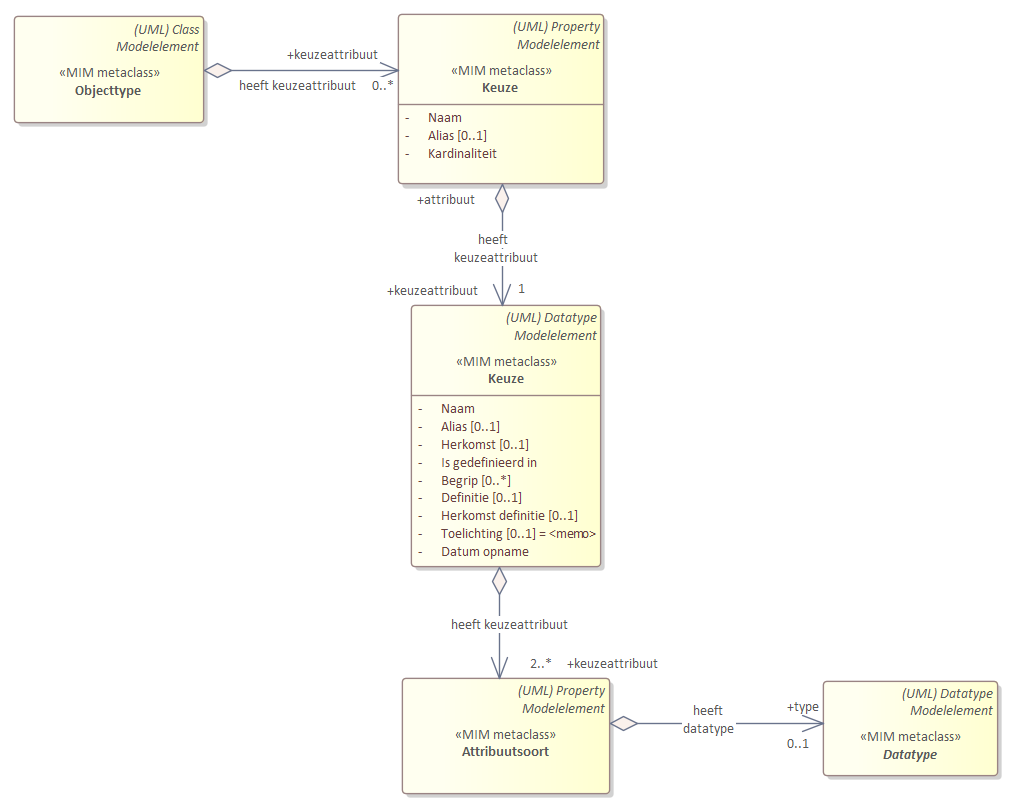 (UML) Class
Modelelement
«MIM metaclass»
Objecttype
+keuzeattribuut
heeft keuzeattribuut
0..*
(UML) Property
Modelelement
«MIM metaclass»
Keuze
- Naam
- Alias [0..1]
- Kardinaliteit
+attribuut
heeft
keuzeattribuut
+keuzeattribuut
1
(UML) Datatype
Modelelement
«MIM metaclass»
Keuze
- Naam
- Alias [0..1]
- Herkomst [0..1]
- Is gedefinieerd in
- Begrip [0..*]
- Definitie [0..1]
- Herkomst definitie [0..1]
- Toelichting [0..1] = <memo>
- Datum opname
heeft keuzeattribuut
2..* +keuzeattribuut
(UML) Property
Modelelement
«MIM metaclass»
Attribuutsoort
heeft
datatype
+type
0..1
(UML) Datatype
Modelelement
«MIM metaclass»
Datatype